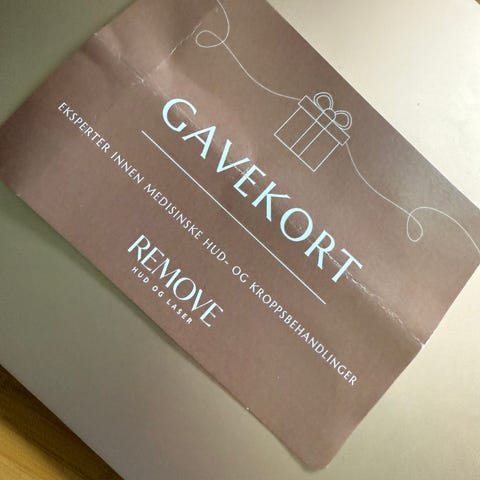 GAVEKORT
EKSPERTER INNEN MEDISINSKE HUD- OG KROPPSBEHANDLINGER
REMOVE
HUD OG LASER